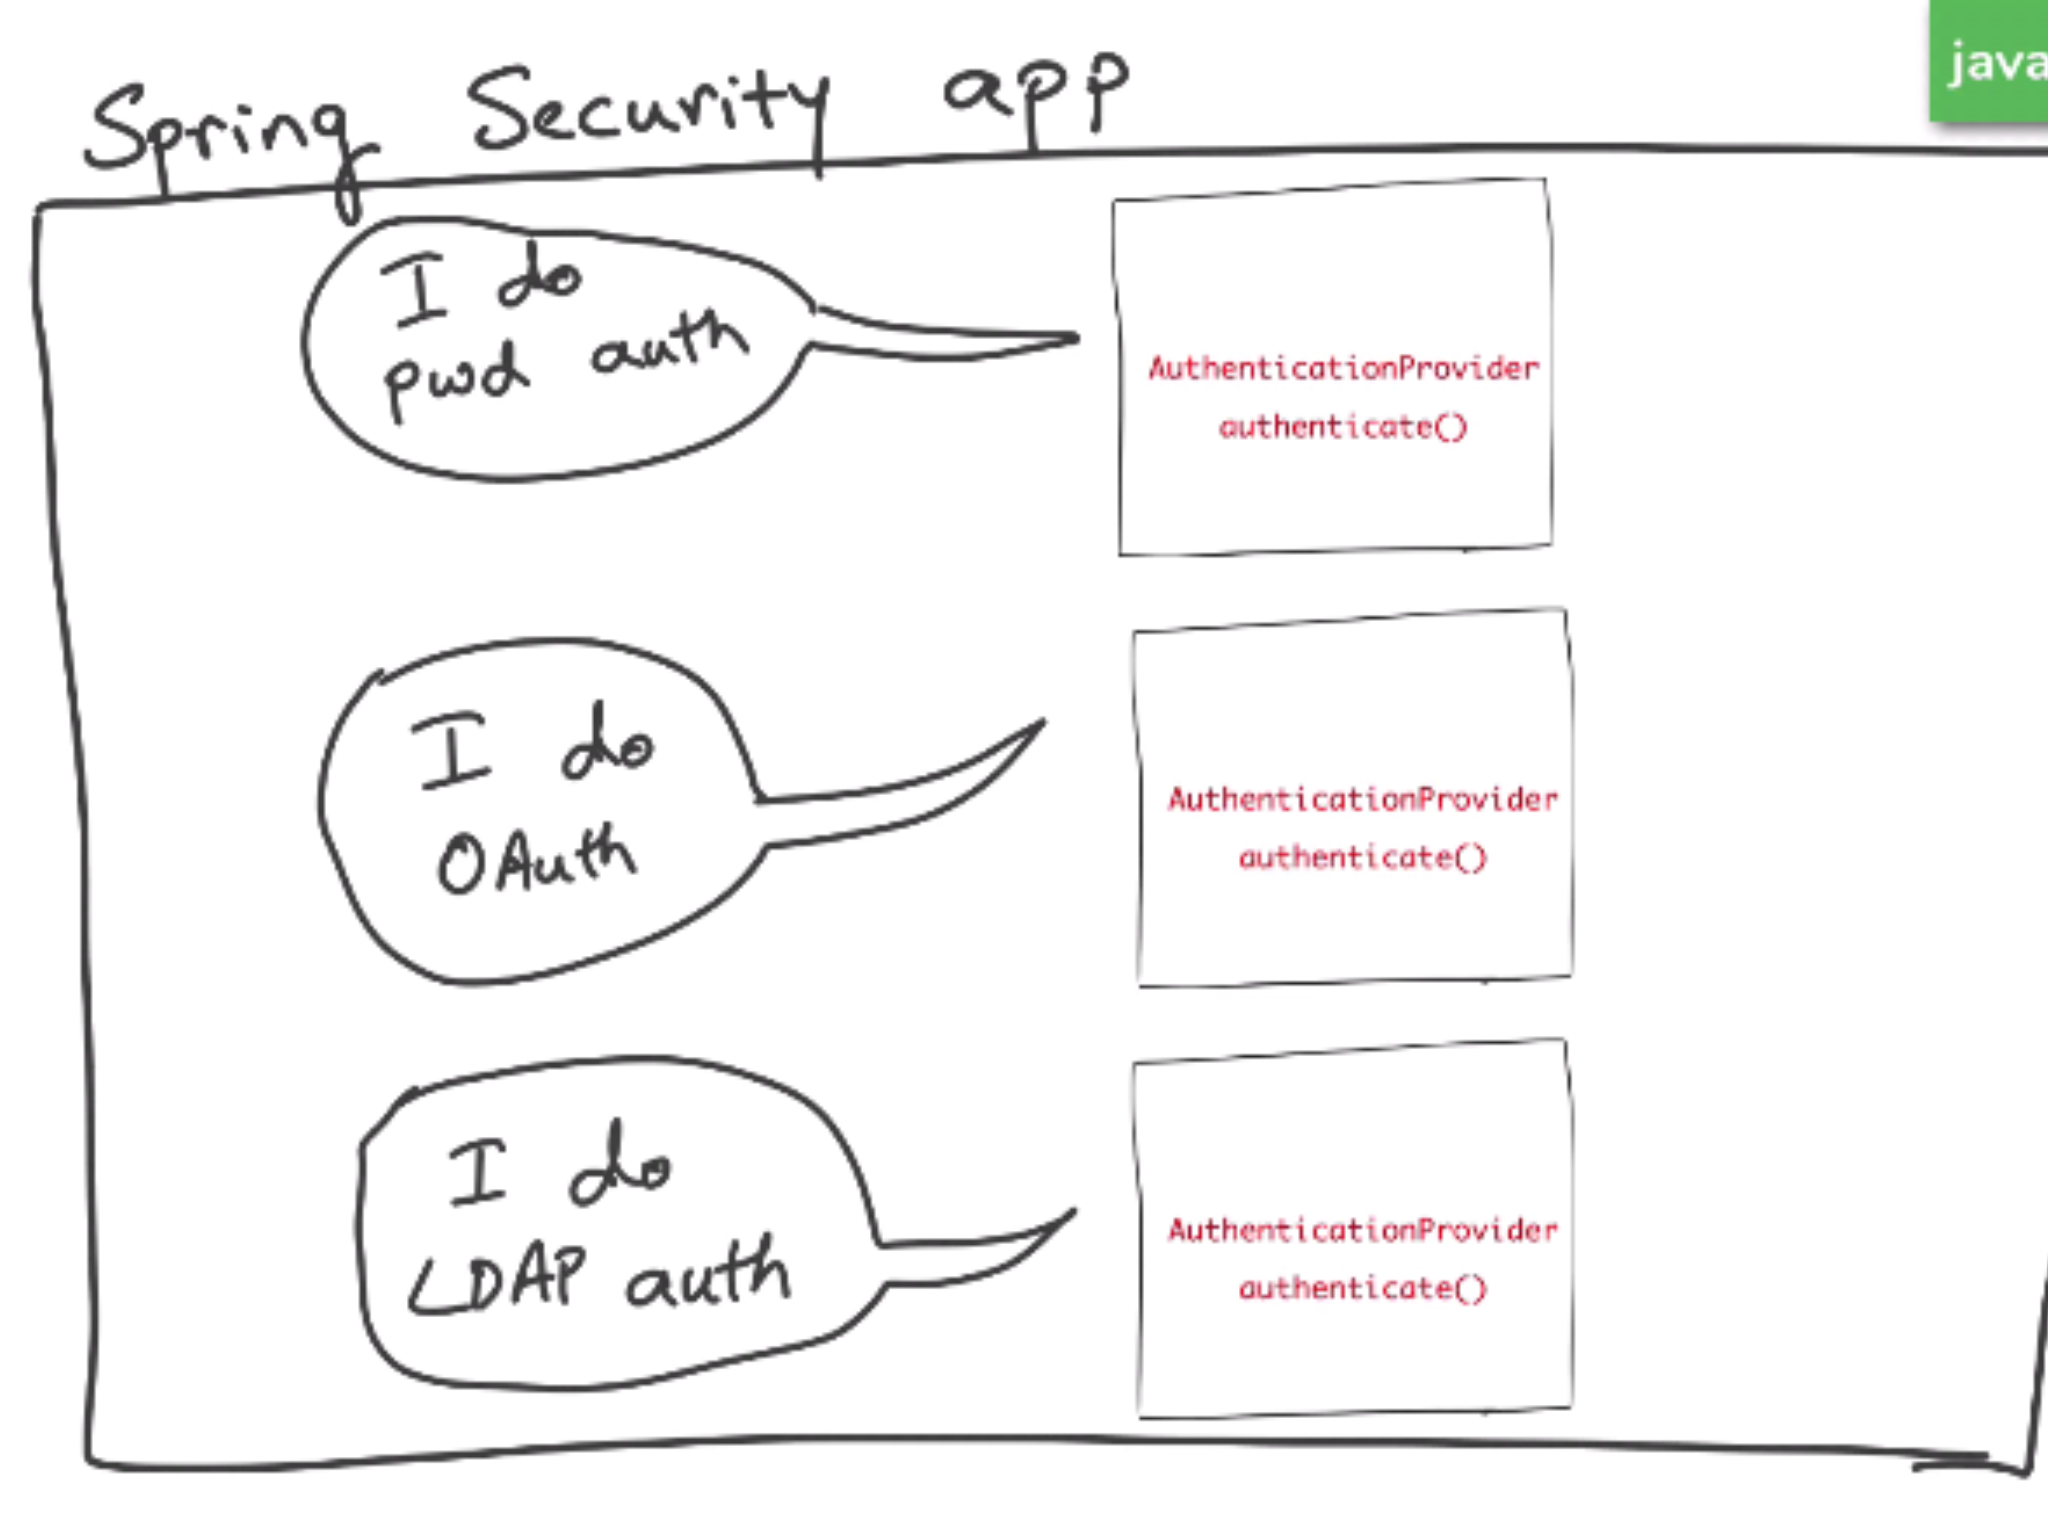 Spring Security app
java
I do
pwd auth
AuthenticationProvider
authenticate()
I do
OAuth
AuthenticationProvider
authenticate()
I do
LDAP auth
AuthenticationProvider
authenticate()